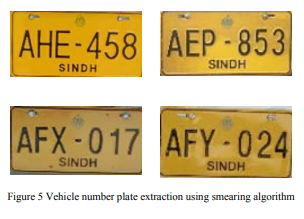 AHE-458
SINDH
AEP-853
SINDH
AFX-017
SINDH
AFY-024
SINDH
Figure 5 Vehicle number plate extraction using smearing algorithm